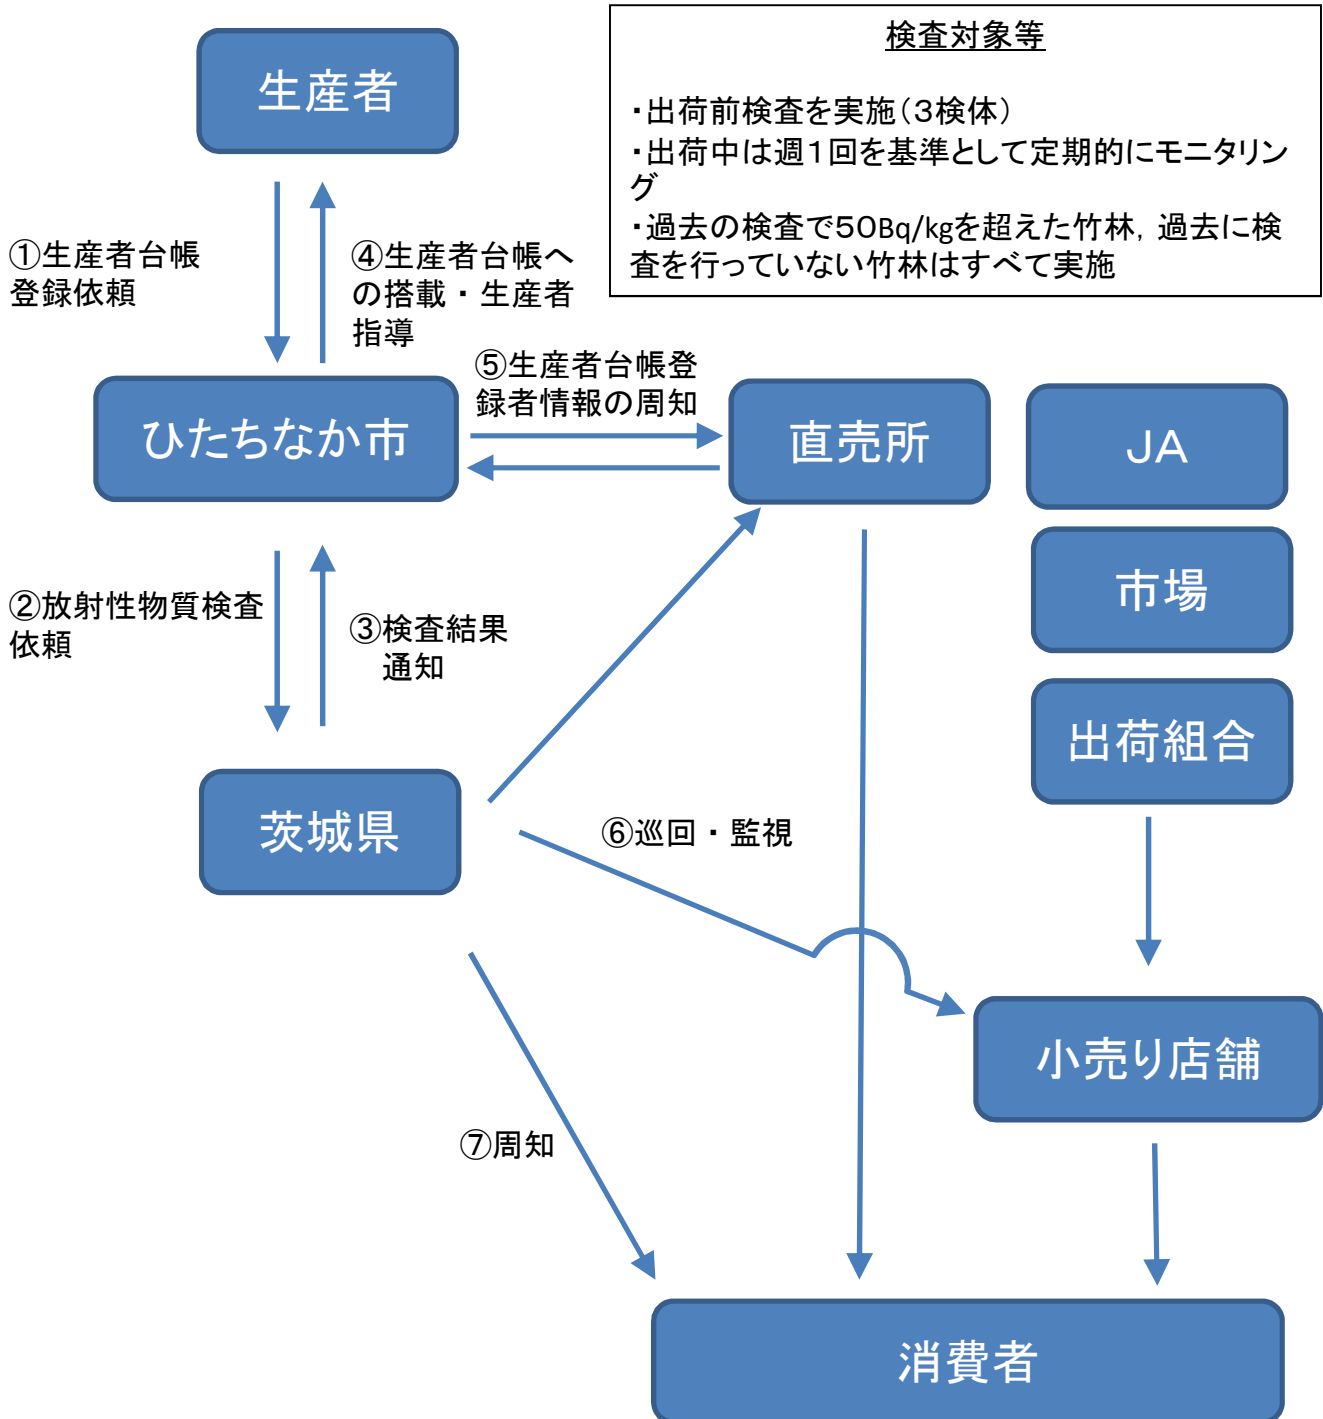 検査対象等
・出荷前検査を実施（３検体）
・出荷中は週１回を基準として定期的にモニタリン
グ
・過去の検査で５０Bq/kgを超えた竹林，過去に検
査を行っていない竹林はすべて実施
生産者
①生産者台帳
登録依頼
④生産者台帳へ
の搭載・生産者
指導
⑤生産者台帳登
録者情報の周知
ひたちなか市
直売所
ＪＡ
市場
②放射性物質検査
依頼
③検査結果
通知
出荷組合
茨城県
⑥巡回・監視
小売り店舗
⑦周知
消費者